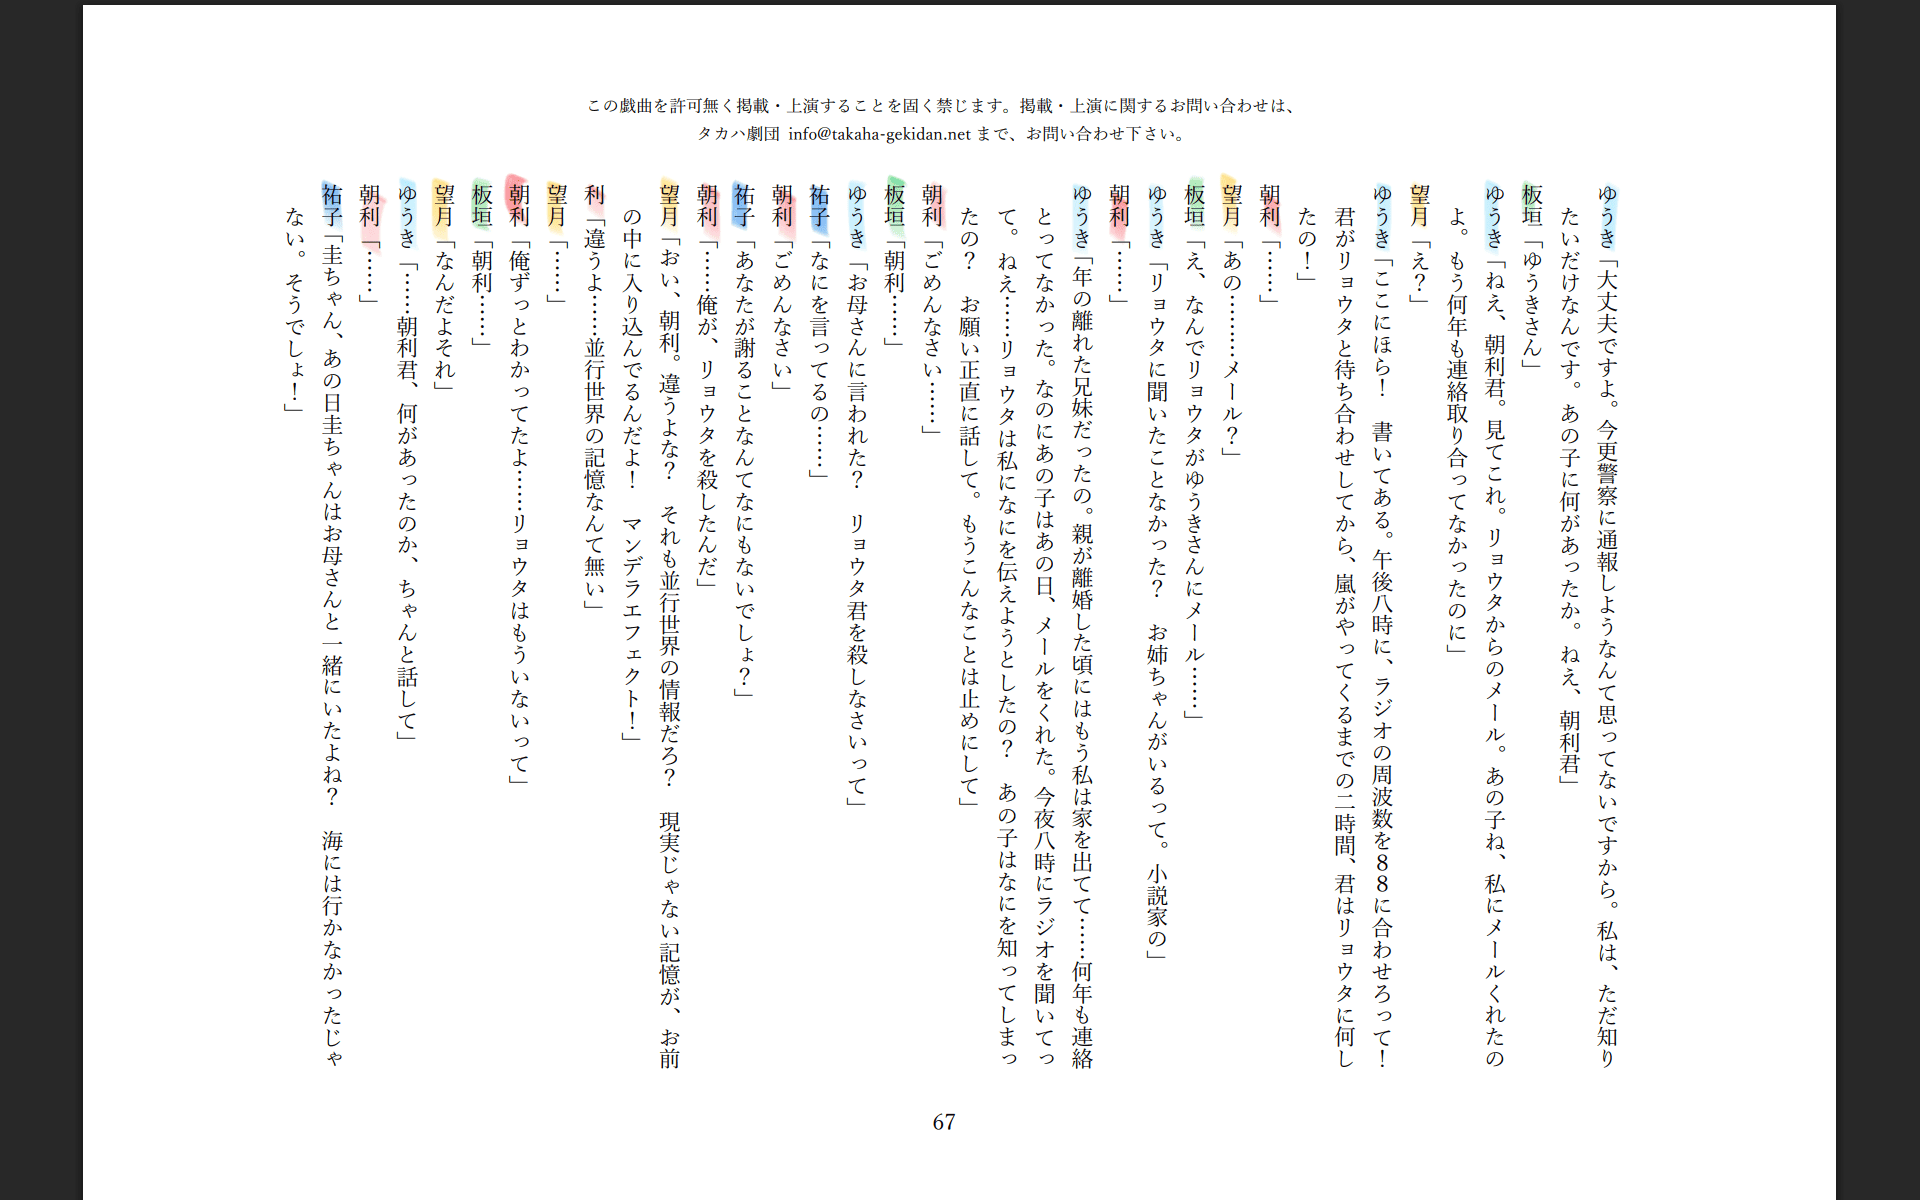 この戯曲を許可無く掲載・上演することを固く禁じます。掲載・上演に関するお問い合わせは、
タカハ劇団 info@takaha-gekidan.net まで、お問い合わせ下さい。
ゆうき「大丈夫ですよ。今更警察に通報しようなんて思ってないですから。私は、ただ知り
たいだけなんです。あの子に何があったか。ねえ、朝利君」
板垣「ゆうきさん」
ゆうき「ねえ、朝利君。見てこれ。リョウタからのメール。あの子ね、私にメールくれたの
よ。もう何年も連絡取り合ってなかったのに」
望月「え?」
ゆうき「ここにほら!　書いてある。午後八時に、ラジオの周波数を88に合わせろって!
君がリョウタと待ち合わせしてから、嵐がやってくるまでの二時間、君はリョウタに何し
たの!」
朝利「……」
望月「あの………メール?」
板垣「え、なんでリョウタがゆうきさんにメール……」
ゆうき「リョウタに聞いたことなかった?　お姉ちゃんがいるって。小説家の」
朝利「……」
ゆうき「年の離れた兄妹だったの。親が離婚した頃にはもう私は家を出てて……何年も連絡
とってなかった。なのにあの子はあの日、メールをくれた。今夜八時にラジオを聞いてっ
て。ねえ……リョウタは私になにを伝えようとしたの?　あの子はなにを知ってしまっ
たの?　お願い正直に話して。もうこんなことは止めにして」
朝利「ごめんなさい……」
板垣「朝利……」
ゆうき「お母さんに言われた?　リョウタ君を殺しなさいって」
祐子「なにを言ってるの……」
朝利「ごめんなさい」
祐子「あなたが謝ることなんてなにもないでしょ?」
朝利「……俺が、リョウタを殺したんだ」
望月「おい、朝利。違うよな?　それも並行世界の情報だろ?　現実じゃない記憶が、お前
の中に入り込んでるんだよ!　マンデラエフェクト!」
利「違うよ……並行世界の記憶なんて無い」
望月「……」
朝利「俺ずっとわかってたよ……リョウタはもういないって」
板垣「朝利……」
望月「なんだよそれ」
ゆうき「……朝利君、何があったのか、ちゃんと話して」
朝利「……」
祐子「圭ちゃん、あの日圭ちゃんはお母さんと一緒にいたよね?　海には行かなかったじゃ
ない。そうでしょ!」
67